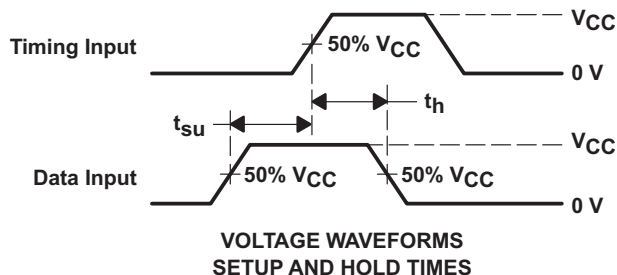 VCC
Timing Input
50% VCC
0 V
th
tsu
VCC
Data Input
50% VCC
50% VCC
0 V
VOLTAGE WAVEFORMS
SETUP AND HOLD TIMES